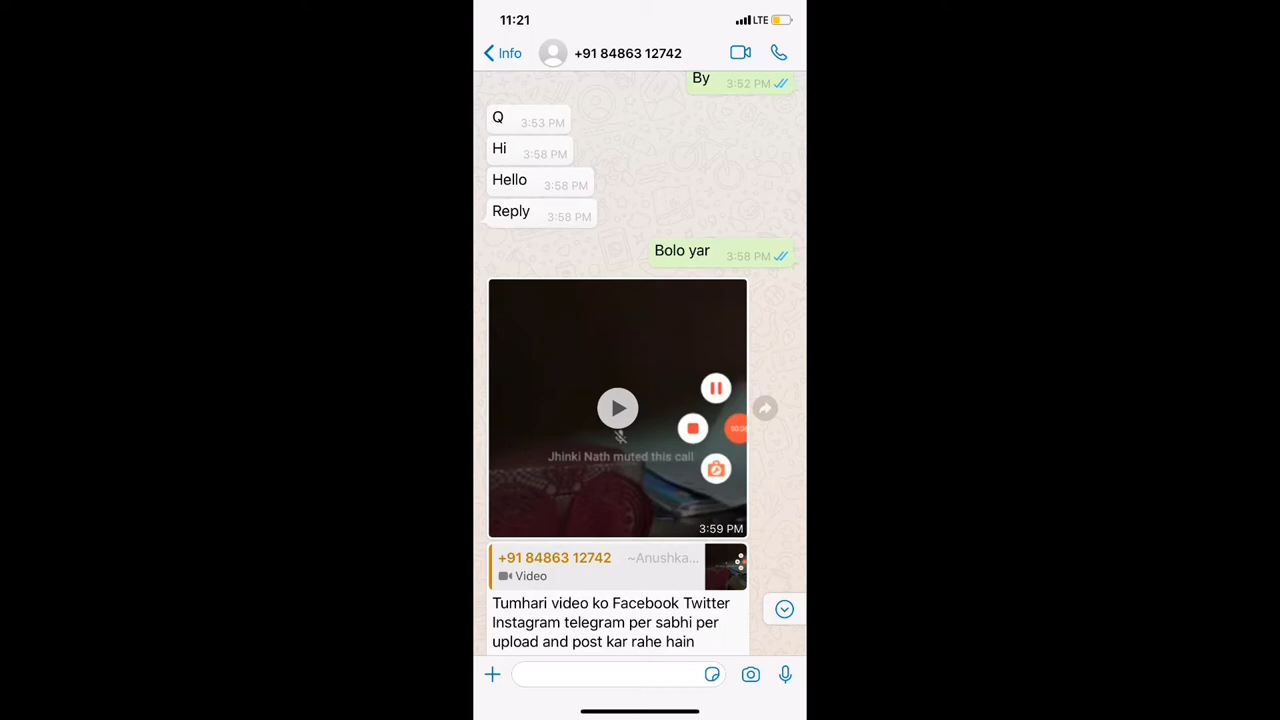 11:21
LTE
Info
+91 84863 12742
By
3:52 PM
Q
3:53 PM
Hi
3:58 PM
Hello
3:58 PM
Reply
3:58 PM
Bolo yar
3:58 PM
Jhinki Nath muted this call
3:59 PM
+91 84863 12742 ~Anushka...
Video
Tumhari video ko Facebook Twitter
Instagram telegram per sabhi per
upload and post kar rahe hain